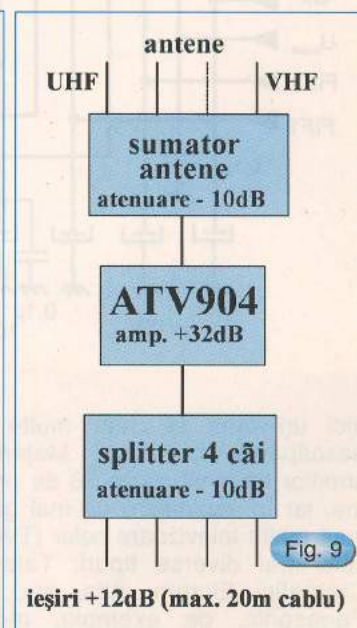 antene
UHF VHF
sumator
antene
atenuare - 10dB
ATV904
amp. +32dB
splitter 4 cãi
atenuare - 10dB
Fig. 9
ieşiri +12dB (max. 20m cablu)